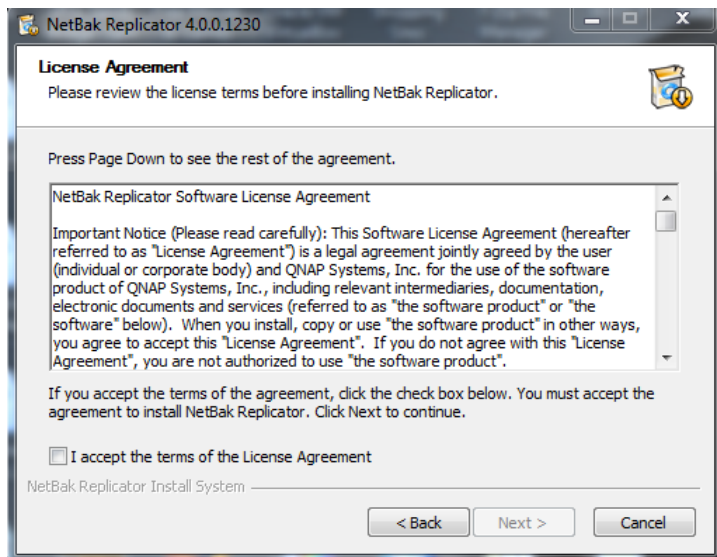 NetBak Replicator 4.0.0.1230
License Agreement
Please review the license terms before installing NetBak Replicator.
Press Page Down to see the rest of the agreement.
NetBak Replicator Software License Agreement
Important Notice (Please read carefully): This Software License Agreement (hereafter
referred to as "License Agreement") is a legal agreement jointly agreed by the user
(individual or corporate body) and QNAP Systems, Inc. for the use of the software
product of QNAP Systems, Inc., including relevant intermediaries, documentation,
electronic documents and services (referred to as "the software product" or "the
software" below).  When you install, copy or use "the software product" in other ways,
you agree to accept this "License Agreement".  If you do not agree with this "License
Agreement", you are not authorized to use "the software product".
If you accept the terms of the agreement, click the check box below. You must accept the
agreement to install NetBak Replicator. Click Next to continue.
I accept the terms of the License Agreement
NetBak Replicator Install System
< Back Next > Cancel